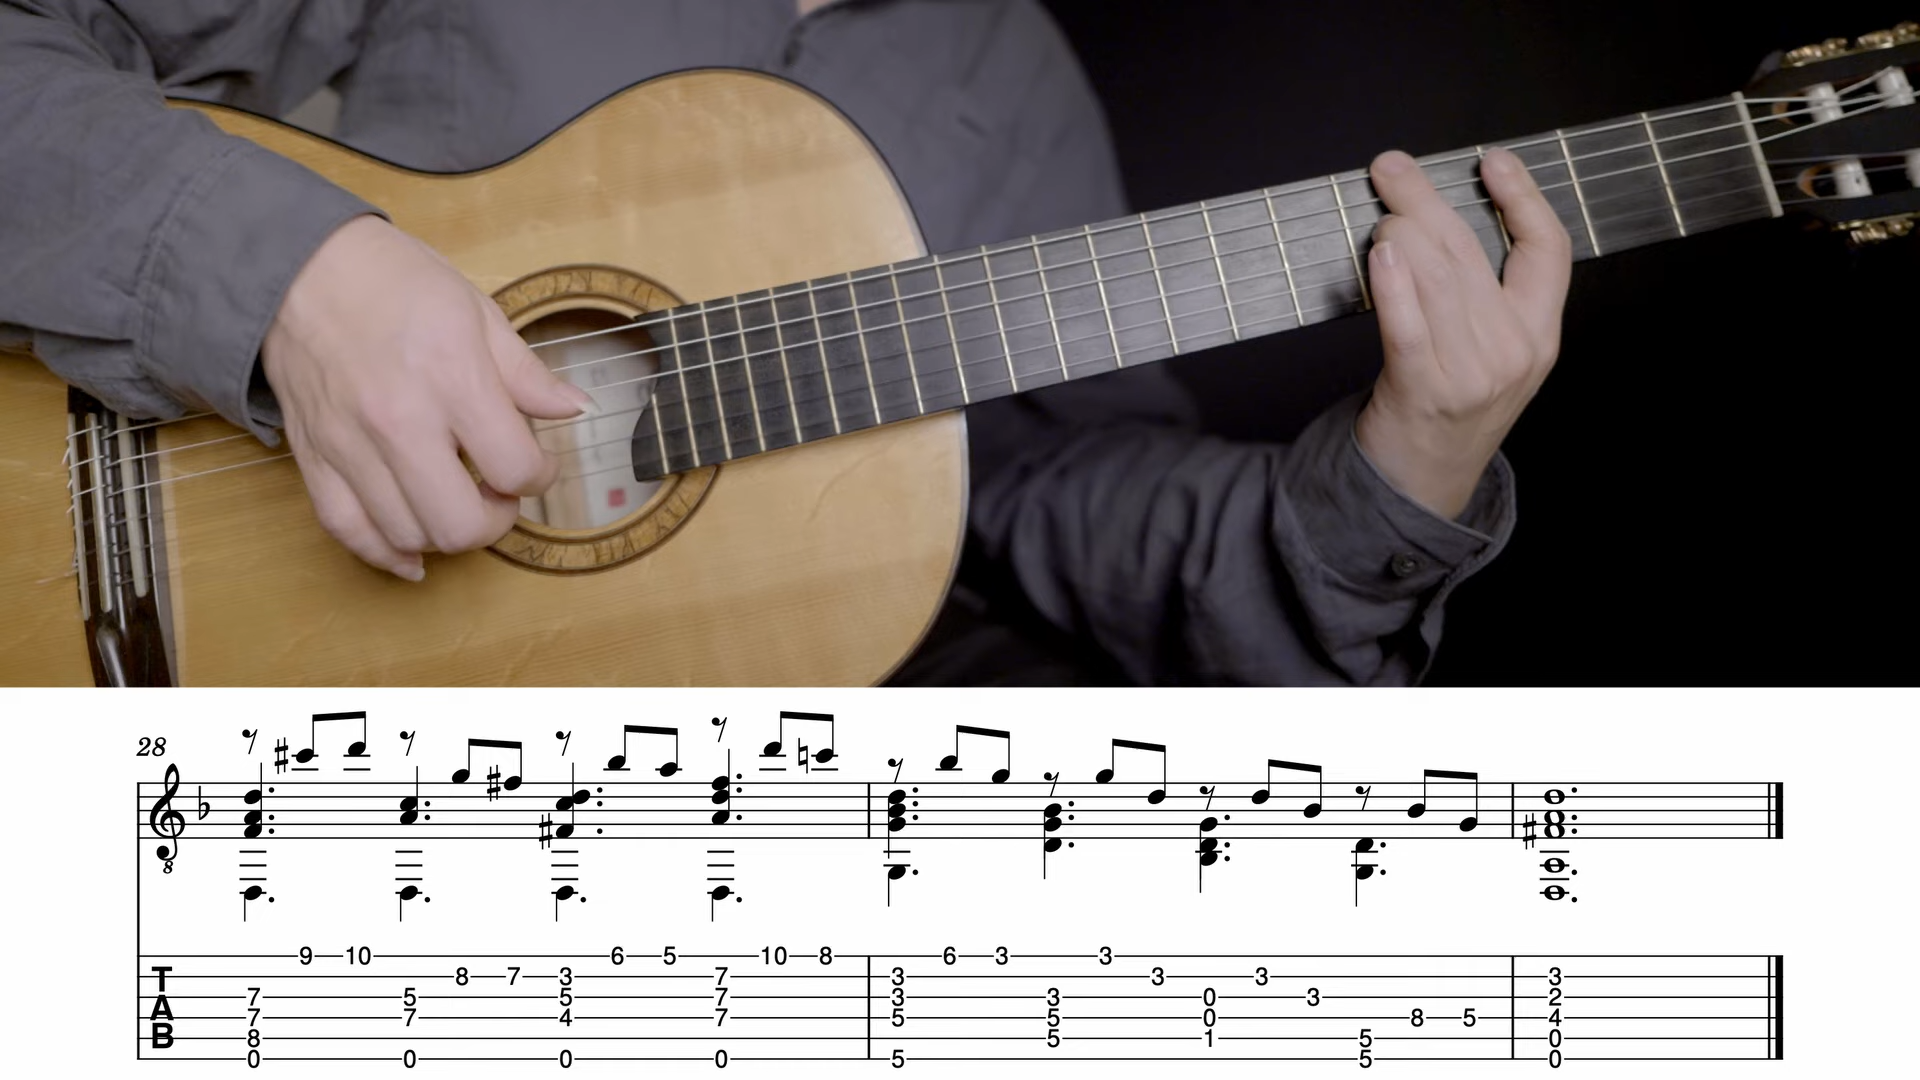 28
8
9 10 6 5 10 8 6 3 3
T 8 7 3 7 3 3 3 3
A 7 5 5 7 3 3 0 3 2
7 7 4 7 5 5 0 8 5 4
B 8 5 1 5 0
0 0 0 0 5 5 0